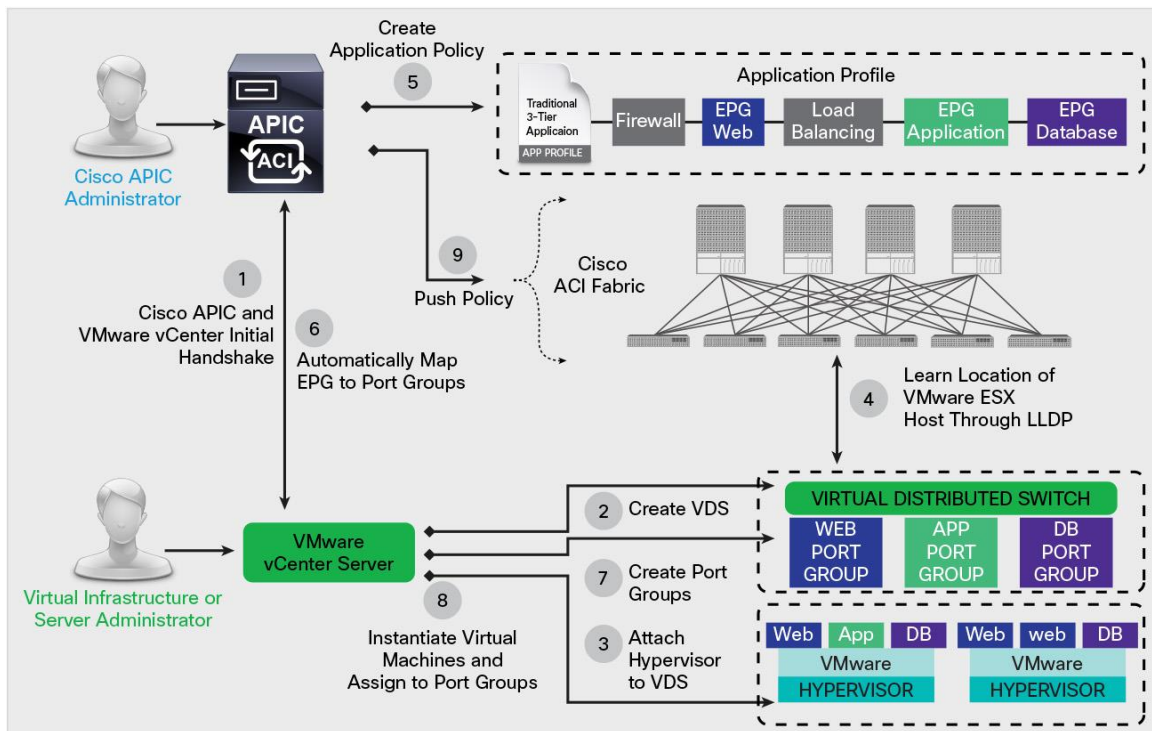 Create
Application Policy
5
Application Profile
Traditional
3-Tier
Applicaion
APP PROFILE
Firewall
EPG
Web
Load
Balancing
EPG
Application
EPG
Database
APIC
ACI
Cisco APIC
Administrator
1
Cisco APIC and
VMware vCenter Initial
Handshake
6
Automatically Map
EPG to Port Groups
9
Push Policy
Cisco
ACI Fabric
4
Learn Location of
VMware ESX
Host Through LLDP
Virtual Infrastructure or
Server Administrator
VMware
vCenter Server
2
Create VDS
7
Create Port
Groups
8
Instantiate Virtual
Machines and
Assign to Port Groups
3
Attach
Hypervisor
to VDS
VIRTUAL DISTRIBUTED SWITCH
WEB
PORT
GROUP
APP
PORT
GROUP
DB
PORT
GROUP
Web
App
DB
VMware
HYPERVISOR
Web
web
DB
VMware
HYPERVISOR